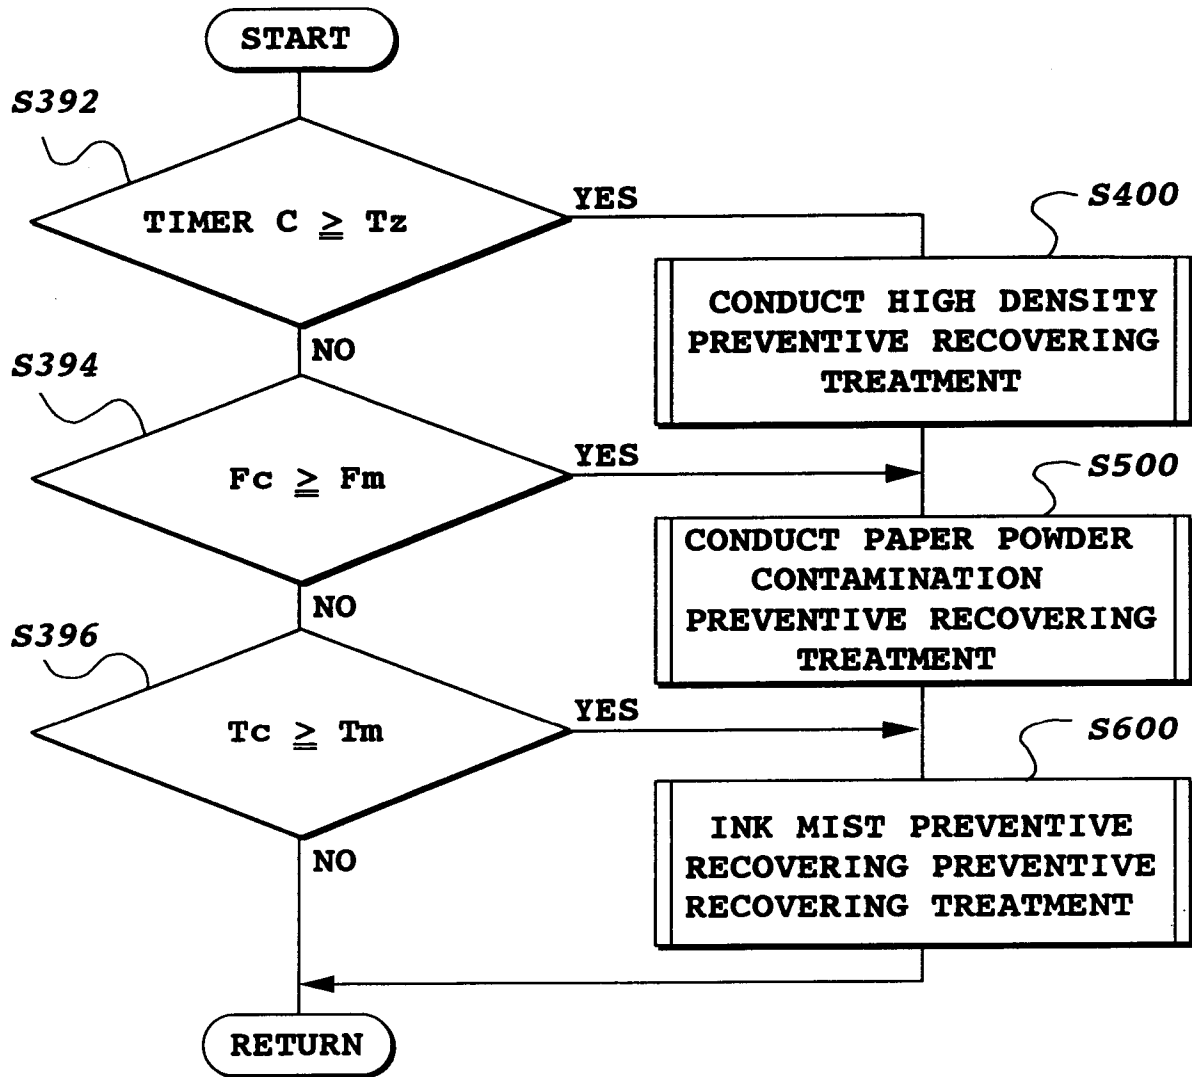 START
S392
TIMER C ≧ Tz
YES
S400
CONDUCT HIGH DENSITY
PREVENTIVE RECOVERING
TREATMENT
NO
S394
Fc ≧ Fm
YES
S500
CONDUCT PAPER POWDER
CONTAMINATION
PREVENTIVE RECOVERING
TREATMENT
NO
S396
Tc ≧ Tm
YES
S600
INK MIST PREVENTIVE
RECOVERING PREVENTIVE
RECOVERING TREATMENT
NO
RETURN